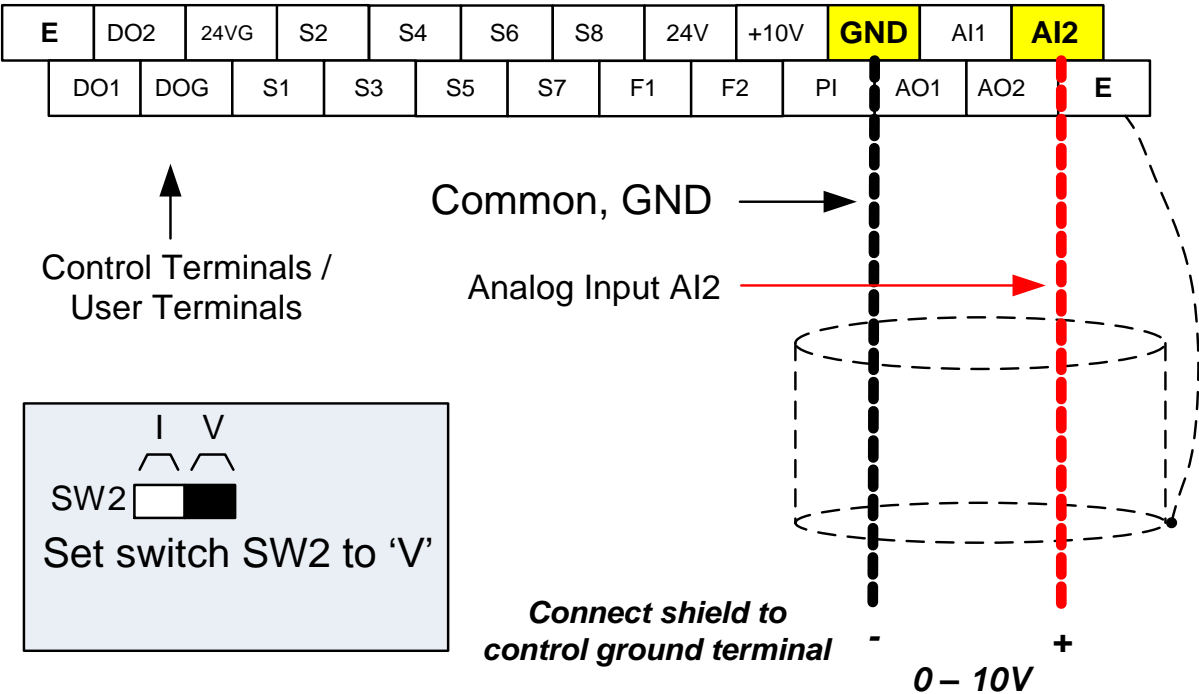 E DO2 24VG S2 S4 S6 S8 24V +10V GND AI1 AI2
DO1 DOG S1 S3 S5 S7 F1 F2 PI AO1 AO2 E
Common, GND
Control Terminals /
User Terminals
Analog Input AI2
I V
SW2
Set switch SW2 to ‘V’
Connect shield to
control ground terminal
- +
0 – 10V